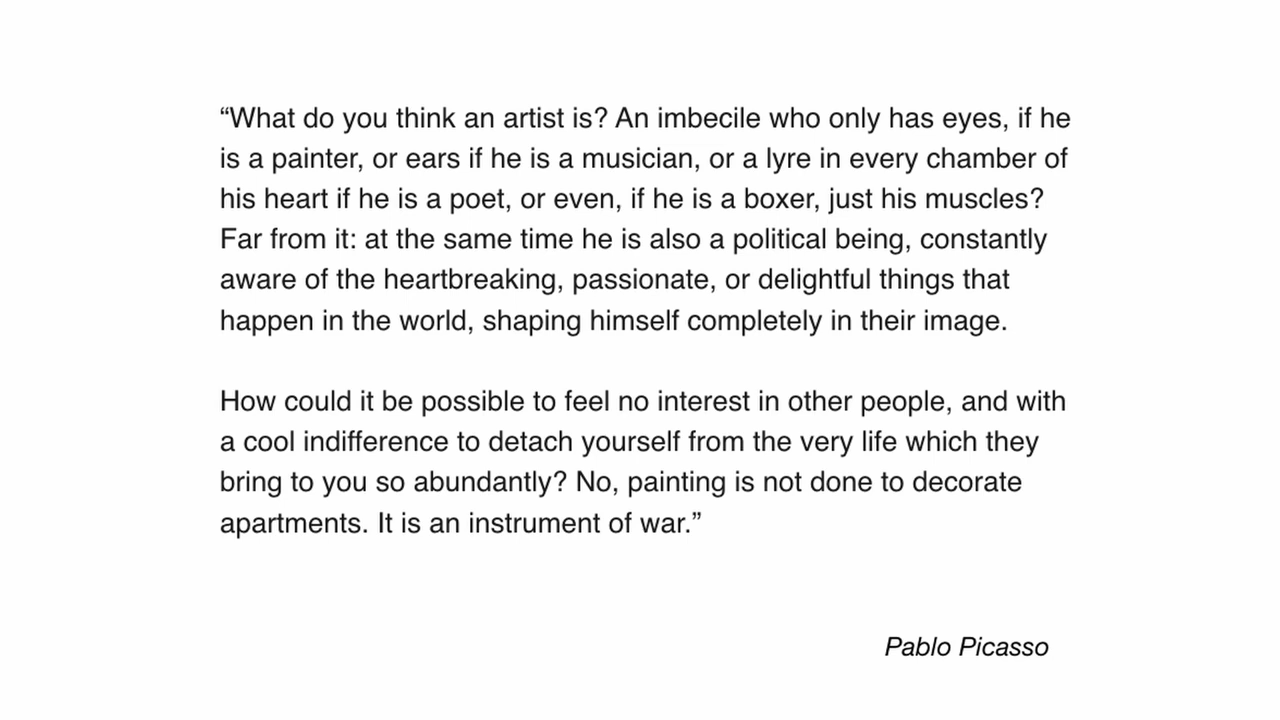 “What do you think an artist is? An imbecile who only has eyes, if he
is a painter, or ears if he is a musician, or a lyre in every chamber of
his heart if he is a poet, or even, if he is a boxer, just his muscles?
Far from it: at the same time he is also a political being, constantly
aware of the heartbreaking, passionate, or delightful things that
happen in the world, shaping himself completely in their image.
How could it be possible to feel no interest in other people, and with
a cool indifference to detach yourself from the very life which they
bring to you so abundantly? No, painting is not done to decorate
apartments. It is an instrument of war.”
Pablo Picasso